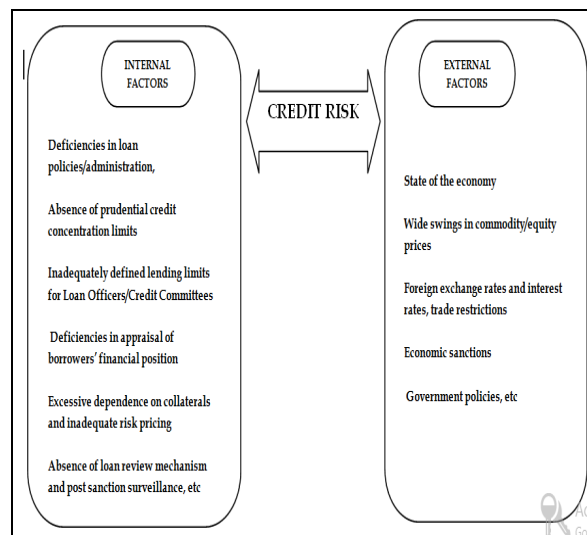 INTERNAL
FACTORS
Deficiencies in loan
policies/administration,
Absence of prudential credit
concentration limits
Inadequately defined lending limits
for Loan Officers/Credit Committees
Deficiencies in appraisal of
borrowers' financial position
Excessive dependence on collaterals
and inadequate risk pricing
Absence of loan review mechanism
and post sanction surveillance, etc
CREDIT RISK
EXTERNAL
FACTORS
State of the economy
Wide swings in commodity/equity
prices
Foreign exchange rates and interest
rates, trade restrictions
Economic sanctions
Government policies, etc